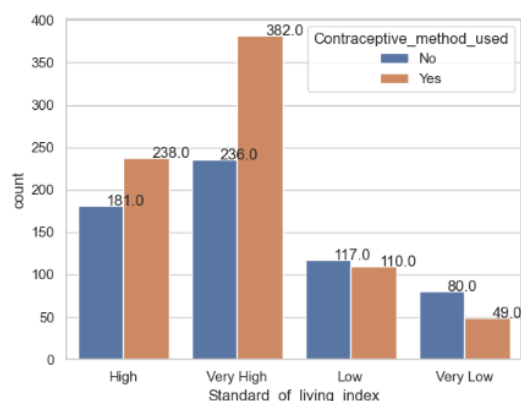 Contraceptive_method_used
No
Yes
400
350
300
250
200
150
100
50
0
count
181.0
238.0
236.0
382.0
117.0
110.0
80.0
49.0
High
Very High
Low
Very Low
Standard_of_living_index